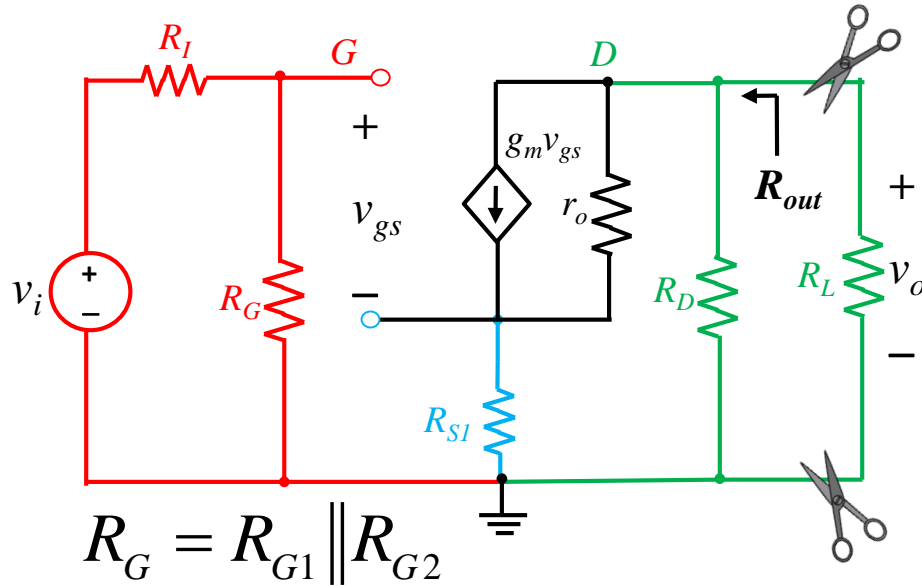 R_I
G
D
+
g_m v_gs
r_o
R_out
+
v_gs
+
−
v_i
R_G
−
R_D
R_L
v_o
−
R_S1
R_G = R_G1 ‖ R_G2